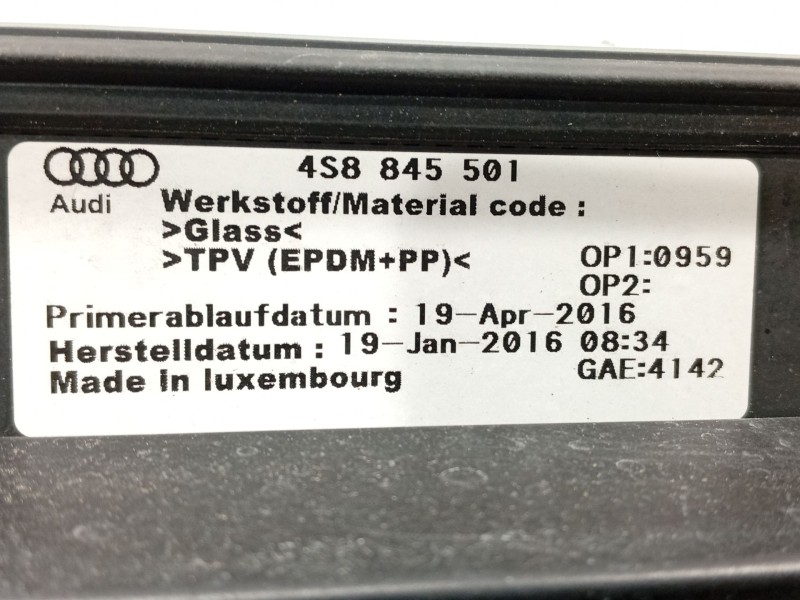 4S8 845 501
Audi
Werkstoff/Material code :
>Glass<
>TPV (EPDM+PP)<
OP1:0959
OP2:
Primerablaufdatum : 19-Apr-2016
Herstelldatum : 19-Jan-2016 08:34
Made in luxembourg
GAE:4142